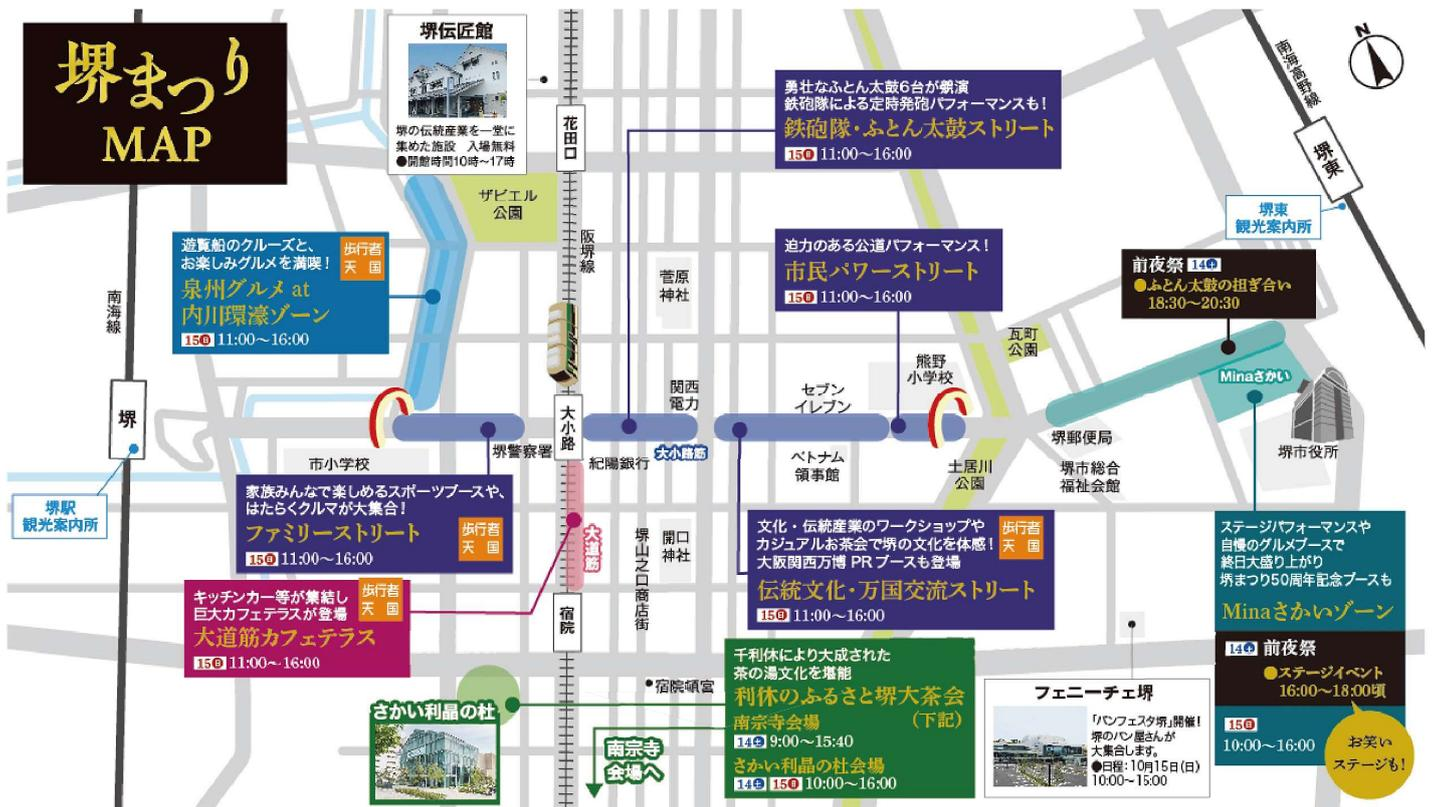 堺まつり
MAP
堺伝匠館
堺の伝統産業を一堂に
集めた施設 入場無料
●開館時間10時～17時
花田口
ザビエル
公園
阪堺線
勇壮なふとん太鼓6台が競演
鉄砲隊による定時発砲パフォーマンスも！
鉄砲隊・ふとん太鼓ストリート
15日 11:00～16:00
南海高野線
N
堺東
堺東
観光案内所
遊覧船のクルーズと、
お楽しみグルメを満喫！
歩行者
天国
泉州グルメ at
内川環濠ゾーン
15日 11:00～16:00
南海線
菅原
神社
迫力のある公道パフォーマンス！
市民パワーストリート
15日 11:00～16:00
前夜祭 14土
●ふとん太鼓の担ぎ合い
18:30～20:30
瓦町
公園
熊野
小学校
Minaさかい
堺
大小路
関西
電力
セブン
イレブン
堺警察署
紀陽銀行
大小路筋
ベトナム
領事館
土居川
公園
堺郵便局
堺市総合
福祉会館
堺市役所
市小学校
堺駅
観光案内所
家族みんなで楽しめるスポーツブースや、
はたらくクルマが大集合！
ファミリーストリート
歩行者
天国
15日 11:00～16:00
大道筋
堺山之口商店街
開口
神社
文化・伝統産業のワークショップや
カジュアルお茶会で堺の文化を体感！
大阪関西万博 PRブースも登場
歩行者
天国
伝統文化・万国交流ストリート
15日 11:00～16:00
ステージパフォーマンスや
自慢のグルメブースで
終日大盛り上がり
堺まつり50周年記念ブースも
Minaさかいゾーン
14土 前夜祭
●ステージイベント
16:00～18:00頃
15日
10:00～16:00
お笑い
ステージも！
キッチンカー等が集結し
巨大カフェテラスが登場
歩行者
天国
大道筋カフェテラス
15日 11:00～16:00
宿院
●宿院頓宮
さかい利晶の杜
南宗寺
会場へ
千利休により大成された
茶の湯文化を堪能
利休のふるさと堺大茶会
（下記）
南宗寺会場
14土 9:00～15:40
さかい利晶の杜会場
14土 15日 10:00～16:00
フェニーチェ堺
「パンフェスタ堺」開催！
堺のパン屋さんが
大集合します。
●日程：10月15日（日）
10:00～15:00